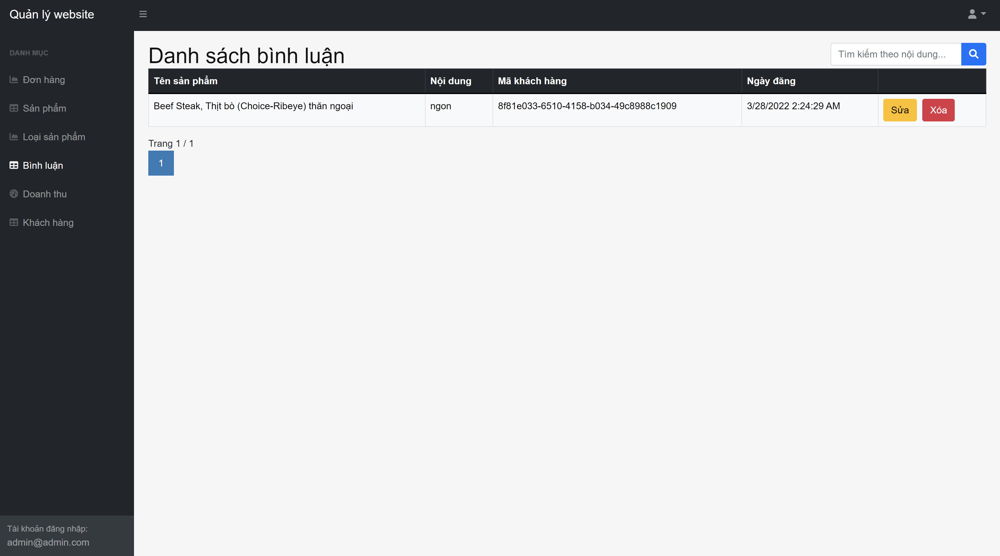 Quản lý website
DANH MỤC
Đơn hàng
Sản phẩm
Loại sản phẩm
Bình luận
Doanh thu
Khách hàng
Tài khoản đăng nhập:
admin@admin.com
Danh sách bình luận
Tìm kiếm theo nội dung...
Tên sản phẩm Nội dung Mã khách hàng Ngày đăng
Beef Steak, Thịt bò (Choice-Ribeye) thăn ngoại ngon 8f81e033-6510-4158-b034-49c8988c1909 3/28/2022 2:24:29 AM Sửa Xóa
Trang 1 / 1
1